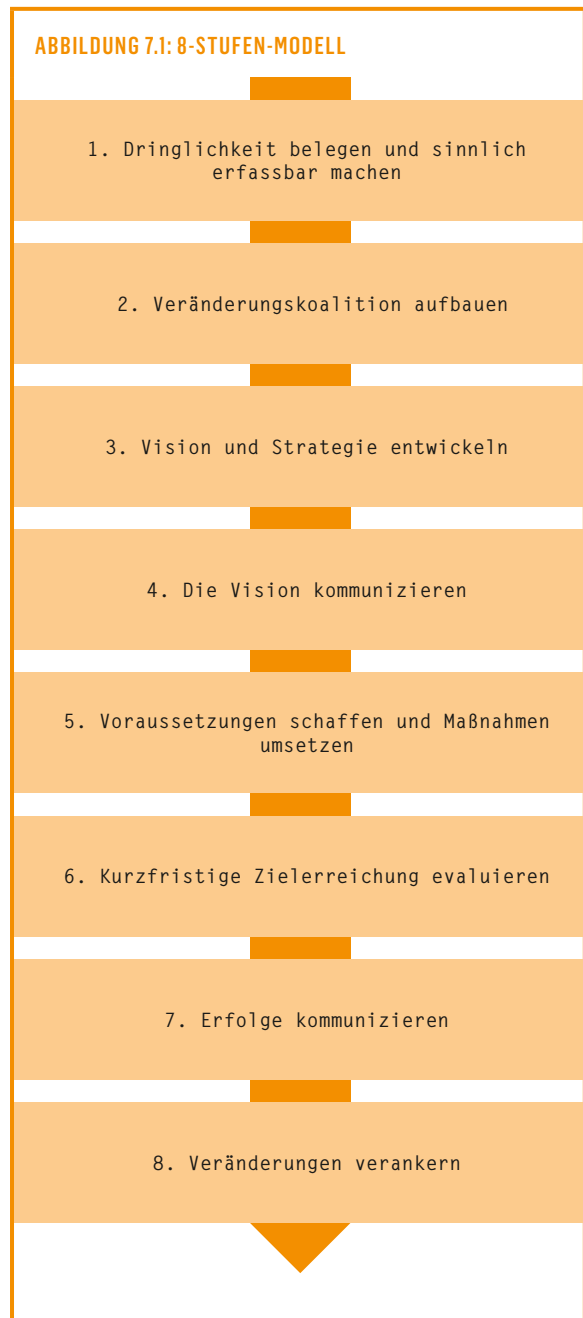 ABBILDUNG 7.1: 8-STUFEN-MODELL
1. Dringlichkeit belegen und sinnlich
erfassbar machen
2. Veränderungskoalition aufbauen
3. Vision und Strategie entwickeln
4. Die Vision kommunizieren
5. Voraussetzungen schaffen und Maßnahmen
umsetzen
6. Kurzfristige Zielerreichung evaluieren
7. Erfolge kommunizieren
8. Veränderungen verankern